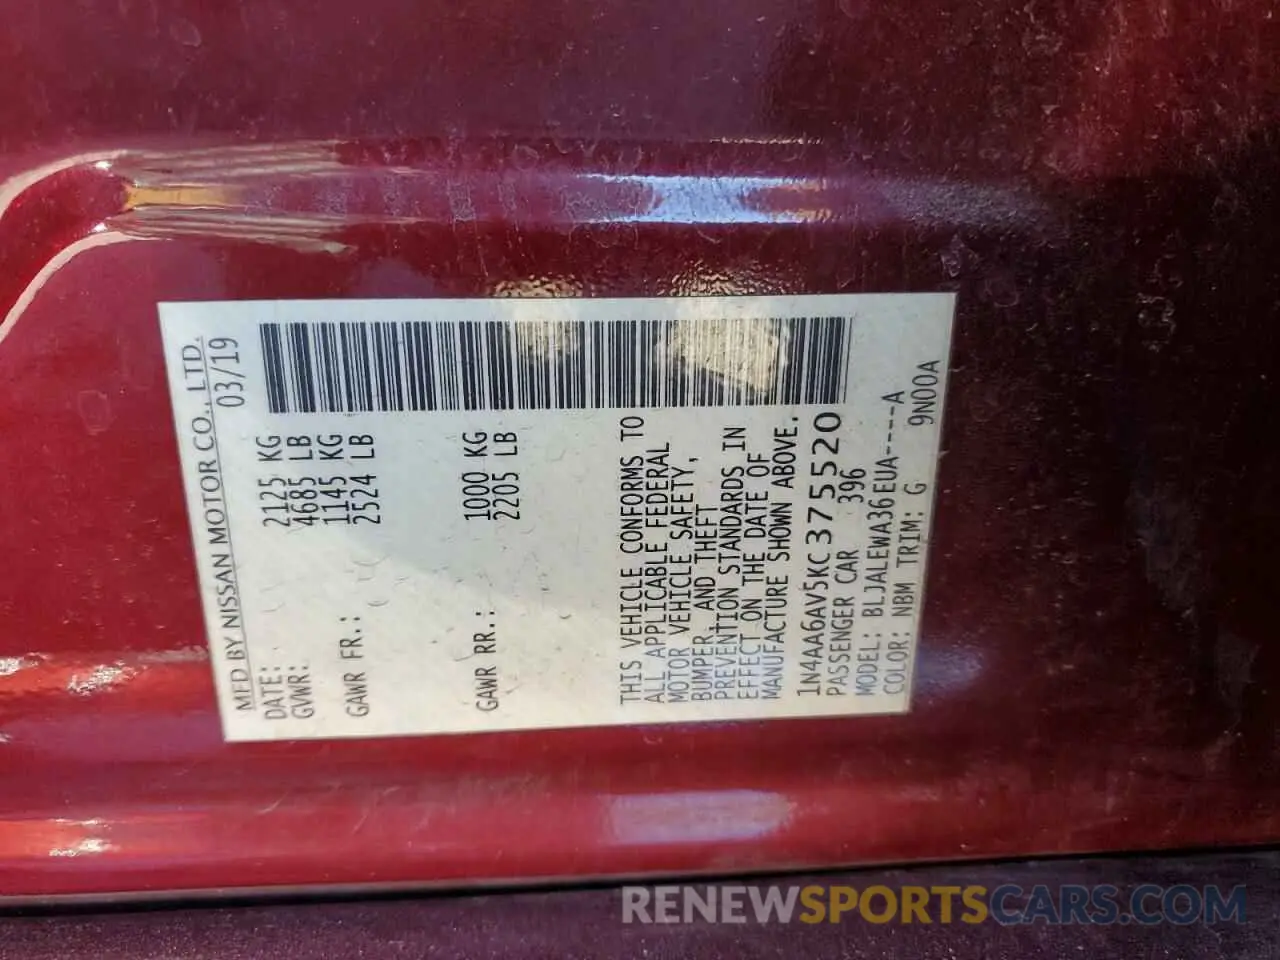 MFD BY NISSAN MOTOR CO., LTD.
DATE: 03/19
GVWR: 2125 KG
4685 LB
GAWR FR.: 1145 KG
2524 LB
GAWR RR.: 1000 KG
2205 LB
THIS VEHICLE CONFORMS TO
ALL APPLICABLE FEDERAL
MOTOR VEHICLE SAFETY,
BUMPER, AND THEFT
PREVENTION STANDARDS IN
EFFECT ON THE DATE OF
MANUFACTURE SHOWN ABOVE.
1N4AA6AV5KC375520
PASSENGER CAR 396
MODEL: BLJALEWA36EUA----A
COLOR: NBM TRIM: G 9N00A
RENEWSPORTSCARS.COM